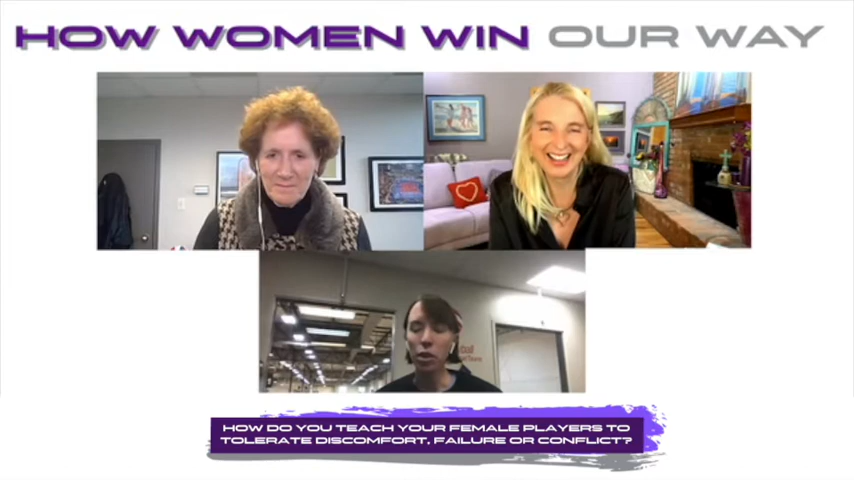 HOW WOMEN WIN OUR WAY
HOW DO YOU TEACH YOUR FEMALE PLAYERS TO
TOLERATE DISCOMFORT, FAILURE OR CONFLICT?